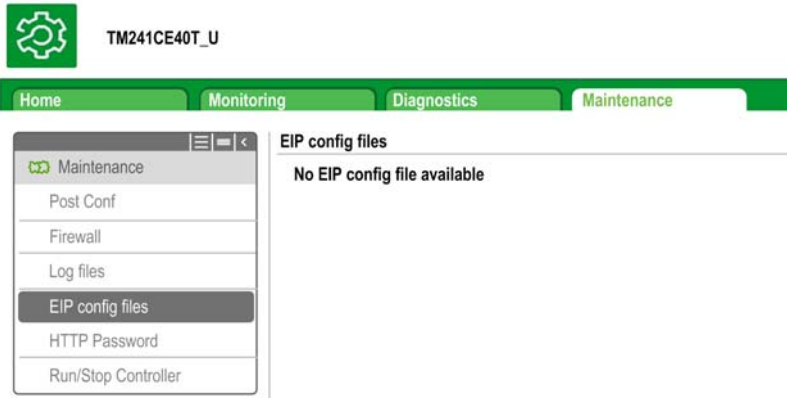 TM241CE40T_U
Home Monitoring Diagnostics Maintenance
EIP config files
Maintenance
No EIP config file available
Post Conf
Firewall
Log files
EIP config files
HTTP Password
Run/Stop Controller